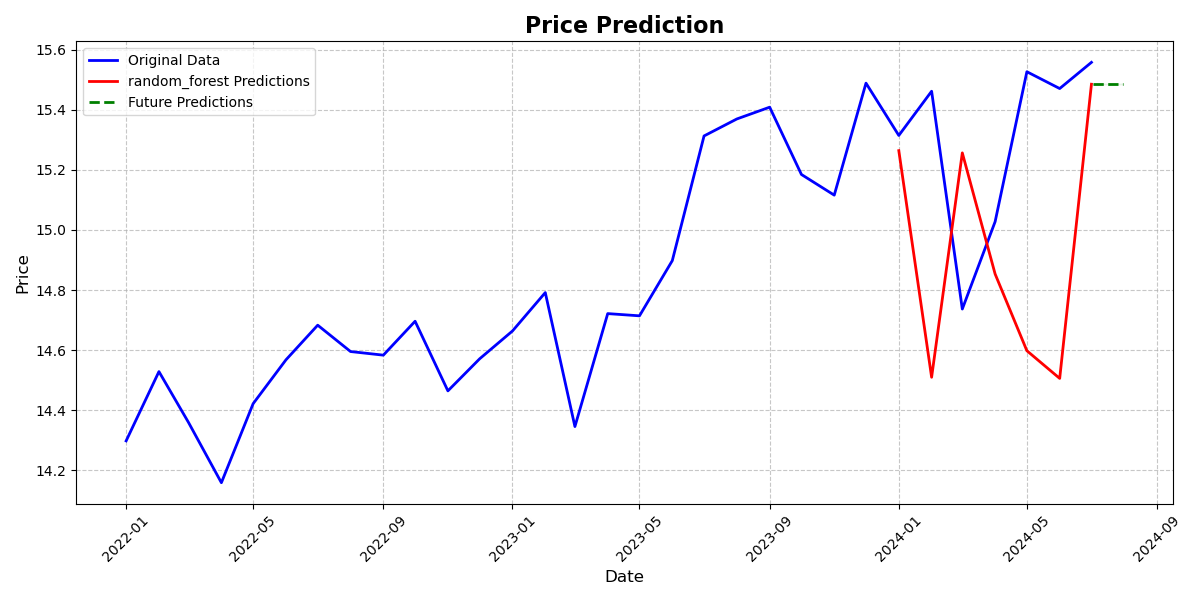 Price Prediction
Original Data
random_forest Predictions
Future Predictions
Price
15.6
15.4
15.2
15.0
14.8
14.6
14.4
14.2
2022-01
2022-05
2022-09
2023-01
2023-05
2023-09
2024-01
2024-05
2024-09
Date